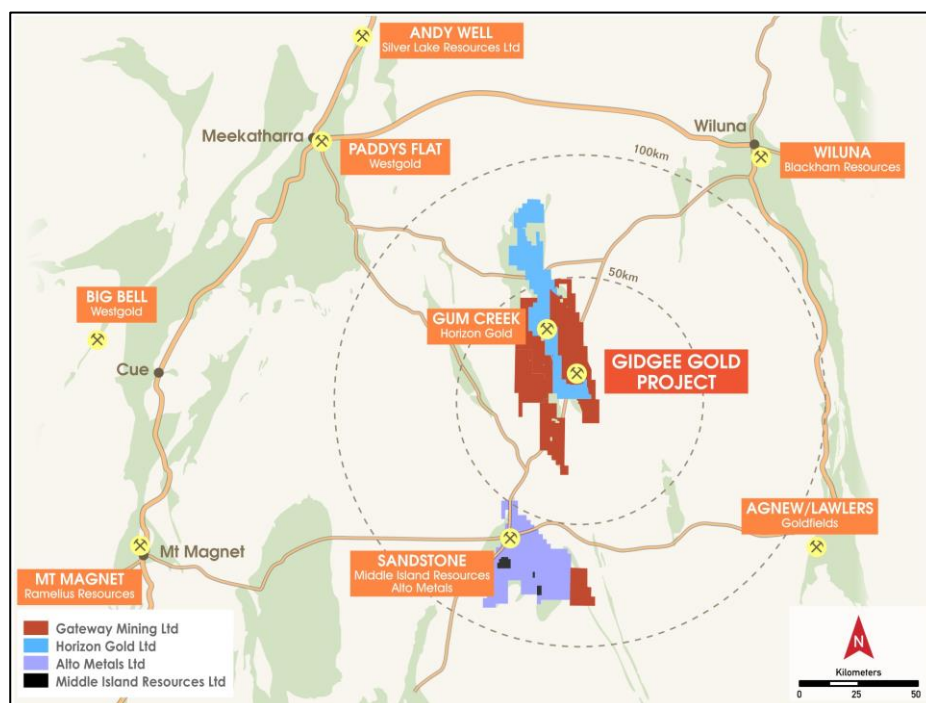 ANDY WELL
Silver Lake Resources Ltd
Meekatharra
PADDYS FLAT
Westgold
Wiluna
WILUNA
Blackham Resources
100km
50km
BIG BELL
Westgold
GUM CREEK
Horizon Gold
Cue
GIDGEE GOLD
PROJECT
AGNEW/LAWLERS
Goldfields
Mt Magnet
SANDSTONE
Middle Island Resources
Alto Metals
MT MAGNET
Ramelius Resources
Gateway Mining Ltd
Horizon Gold Ltd
Alto Metals Ltd
Middle Island Resources Ltd
N
Kilometers
0 25 50